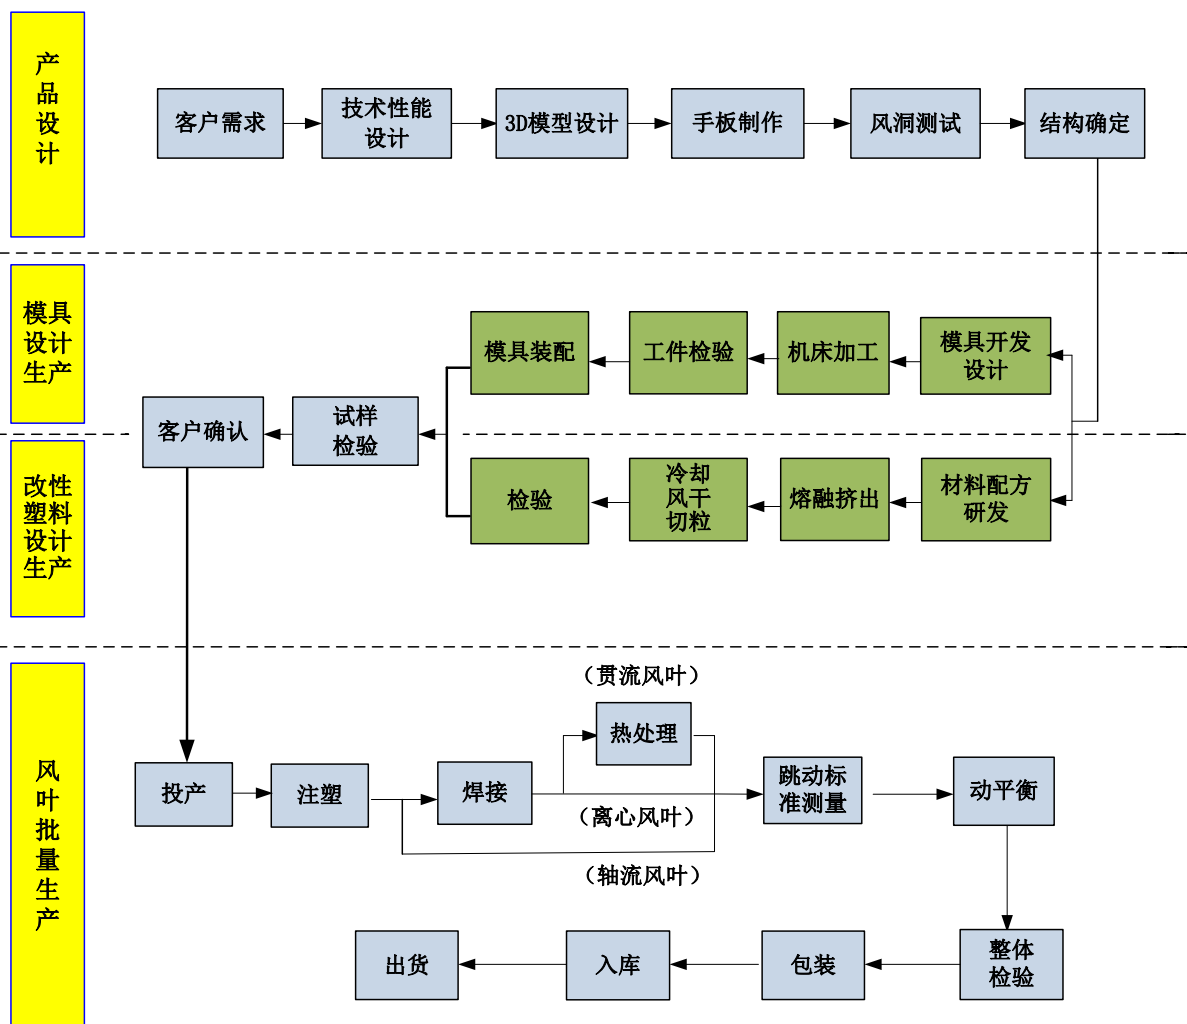 产
品
设
计
客户需求
技术性能
设计
3D模型设计
手板制作
风洞测试
结构确定
模具
设计
生产
模具装配
工件检验
机床加工
模具开发
设计
客户确认
试样
检验
改性
塑料
设计
生产
检验
冷却
风干
切粒
熔融挤出
材料配方
研发
风
叶
批
量
生
产
（贯流风叶）
热处理
投产
注塑
焊接
（离心风叶）
跳动标
准测量
动平衡
（轴流风叶）
出货
入库
包装
整体
检验